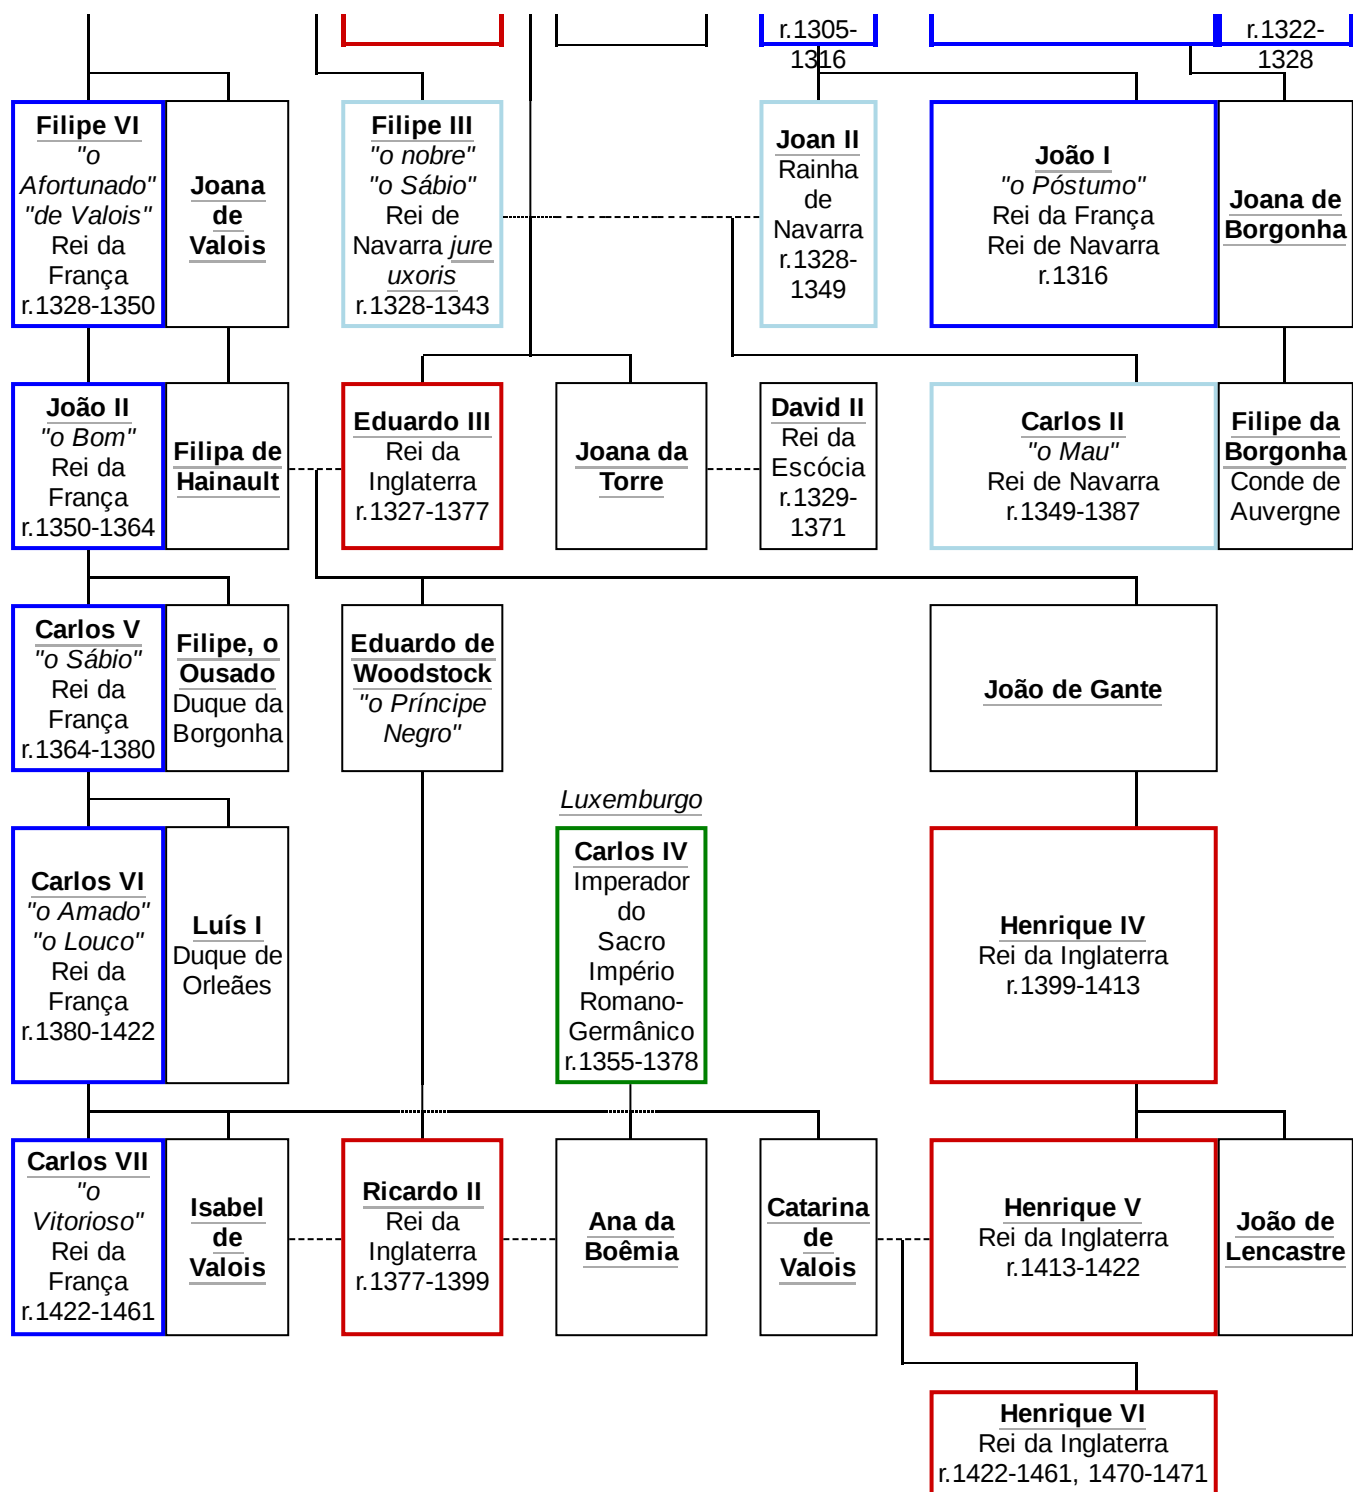 r.1305-
1316
r.1322-
1328
Filipe VI
"o
Afortunado"
"de Valois"
Rei da
França
r.1328-1350
Joana
de
Valois
Filipe III
"o nobre"
"o Sábio"
Rei de
Navarra jure
uxoris
r.1328-1343
Joan II
Rainha
de
Navarra
r.1328-
1349
João I
"o Póstumo"
Rei da França
Rei de Navarra
r.1316
Joana de
Borgonha
João II
"o Bom"
Rei da
França
r.1350-1364
Filipa de
Hainault
Eduardo III
Rei da
Inglaterra
r.1327-1377
Joana da
Torre
David II
Rei da
Escócia
r.1329-
1371
Carlos II
"o Mau"
Rei de Navarra
r.1349-1387
Filipe da
Borgonha
Conde de
Auvergne
Carlos V
"o Sábio"
Rei da
França
r.1364-1380
Filipe, o
Ousado
Duque da
Borgonha
Eduardo de
Woodstock
"o Príncipe
Negro"
João de Gante
Luxemburgo
Carlos VI
"o Amado"
"o Louco"
Rei da
França
r.1380-1422
Luís I
Duque de
Orleães
Carlos IV
Imperador
do
Sacro
Império
Romano-
Germânico
r.1355-1378
Henrique IV
Rei da Inglaterra
r.1399-1413
Carlos VII
"o
Vitorioso"
Rei da
França
r.1422-1461
Isabel
de
Valois
Ricardo II
Rei da
Inglaterra
r.1377-1399
Ana da
Boêmia
Catarina
de
Valois
Henrique V
Rei da Inglaterra
r.1413-1422
João de
Lencastre
Henrique VI
Rei da Inglaterra
r.1422-1461, 1470-1471